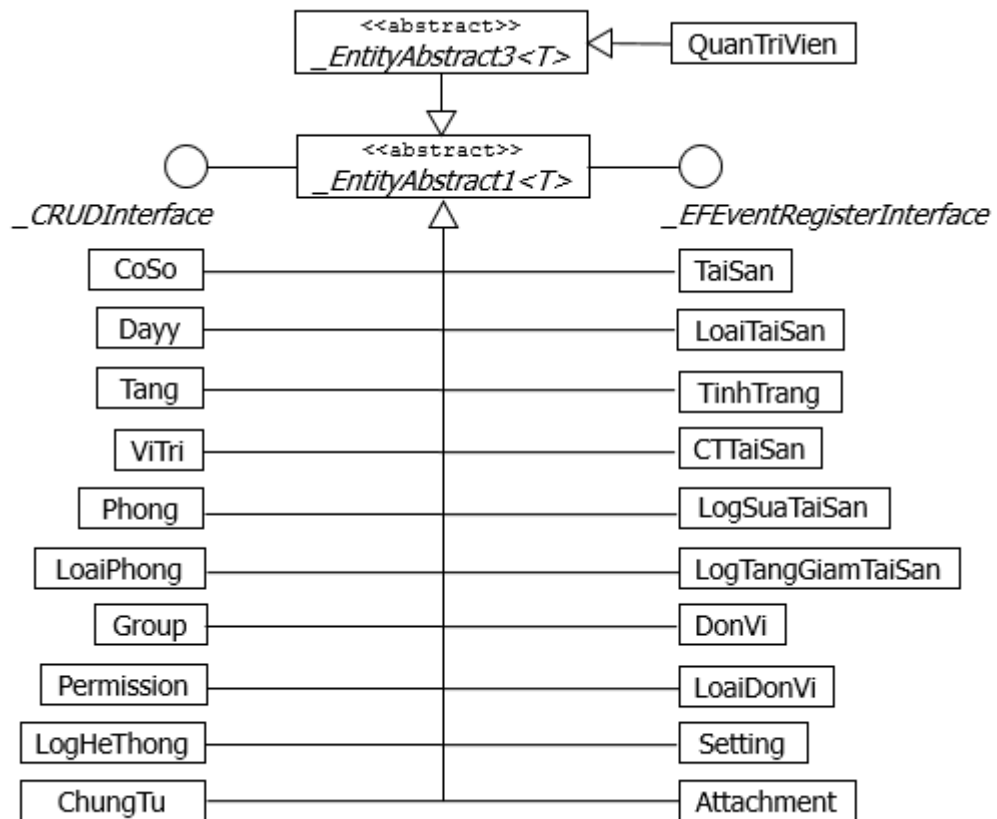 <<abstract>>
_EntityAbstract3<T>
QuanTriVien
<<abstract>>
_EntityAbstract1<T>
_CRUDInterface
_EFEventRegisterInterface
CoSo
TaiSan
Dayy
LoaiTaiSan
Tang
TinhTrang
ViTri
CTTaiSan
Phong
LogSuaTaiSan
LoaiPhong
LogTangGiamTaiSan
Group
DonVi
Permission
LoaiDonVi
LogHeThong
Setting
ChungTu
Attachment